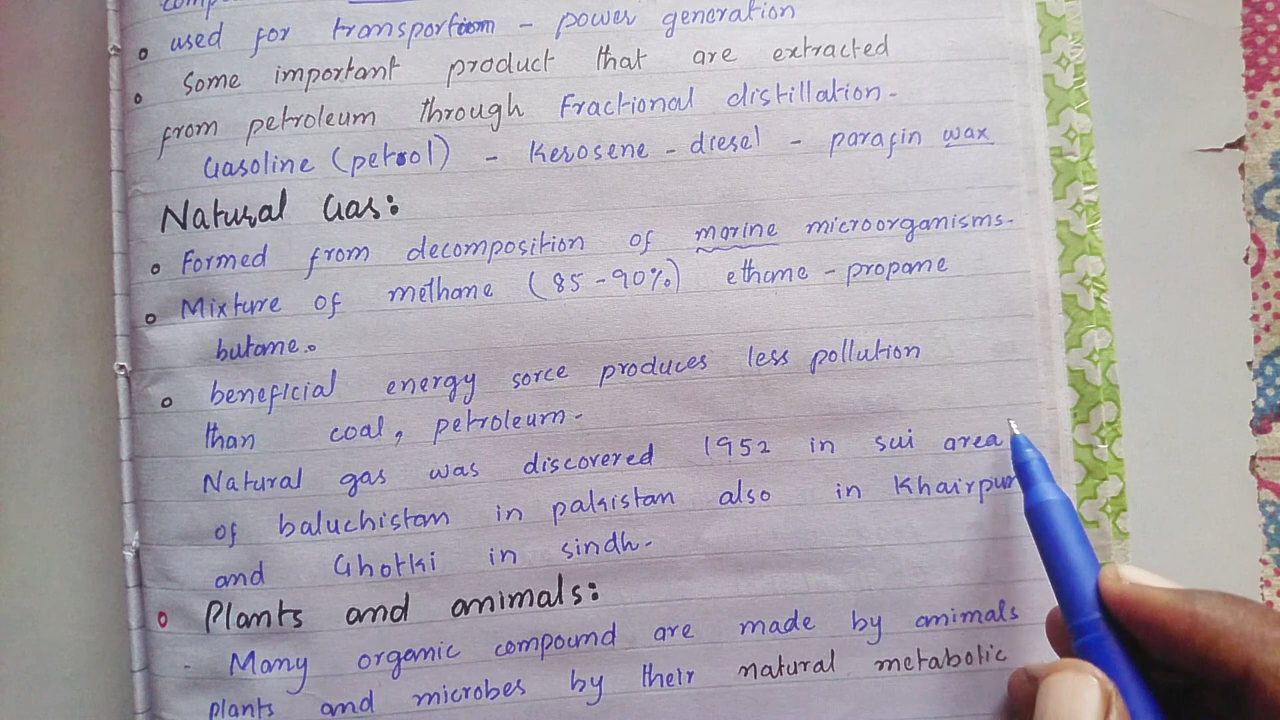 used for transportion - power generation
Some important product that are extracted
from petroleum through Fractional distillation -
Gasoline (petrol) - Kerosene - diesel - parafin wax
Natural Gas:
Formed from decomposition of marine microorganisms-
Mixture of methane (85-90%) ethane - propane
butane.
beneficial energy sorce produces less pollution
than coal, petroleum-
Natural gas was discovered 1952 in sui area
of baluchistan in pakistan also in Khairpur
and Ghotki in sindh-
Plants and animals:
- Many organic compound are made by animals
plants and microbes by their natural metabolic